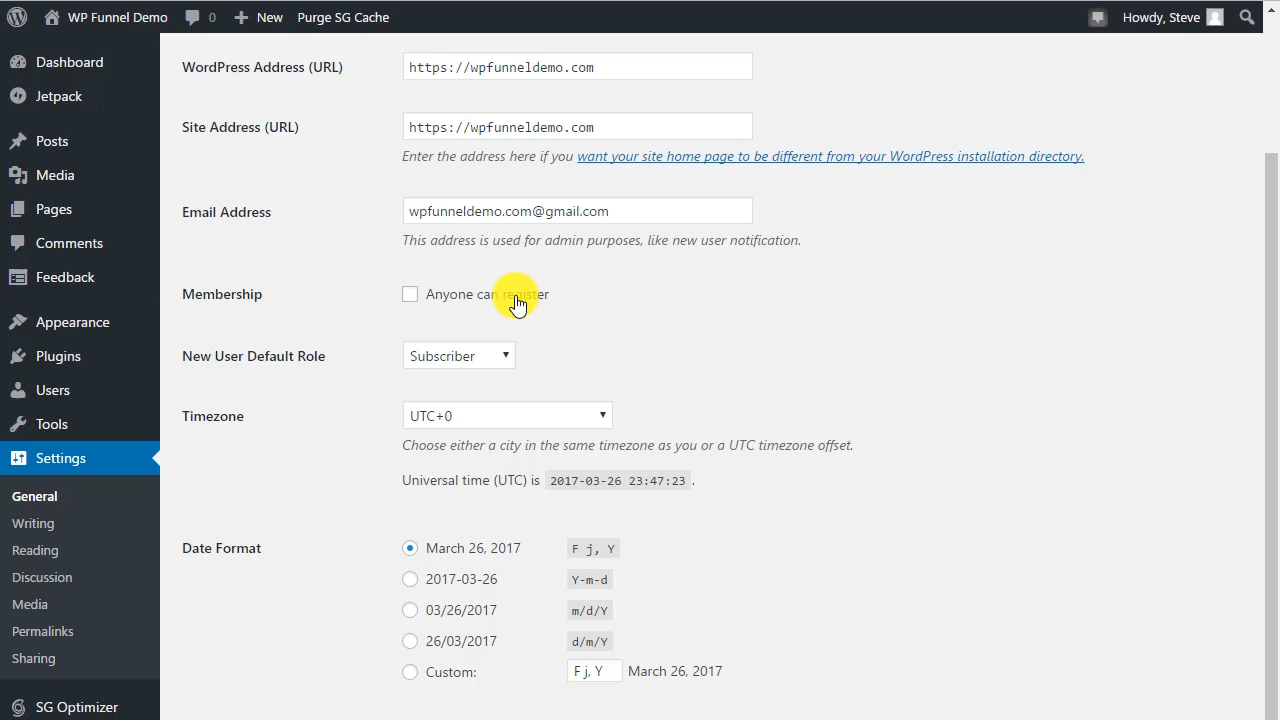 WP Funnel Demo 0 New Purge SG Cache Howdy, Steve
Dashboard
Jetpack
Posts
Media
Pages
Comments
Feedback
Appearance
Plugins
Users
Tools
Settings
General
Writing
Reading
Discussion
Media
Permalinks
Sharing
SG Optimizer
WordPress Address (URL) https://wpfunneldemo.com
Site Address (URL) https://wpfunneldemo.com
Enter the address here if you want your site home page to be different from your WordPress installation directory.
Email Address wpfunneldemo.com@gmail.com
This address is used for admin purposes, like new user notification.
Membership Anyone can register
New User Default Role Subscriber
Timezone UTC+0
Choose either a city in the same timezone as you or a UTC timezone offset.
Universal time (UTC) is 2017-03-26 23:47:23.
Date Format March 26, 2017 F j, Y
2017-03-26 Y-m-d
03/26/2017 m/d/Y
26/03/2017 d/m/Y
Custom: F j, Y March 26, 2017